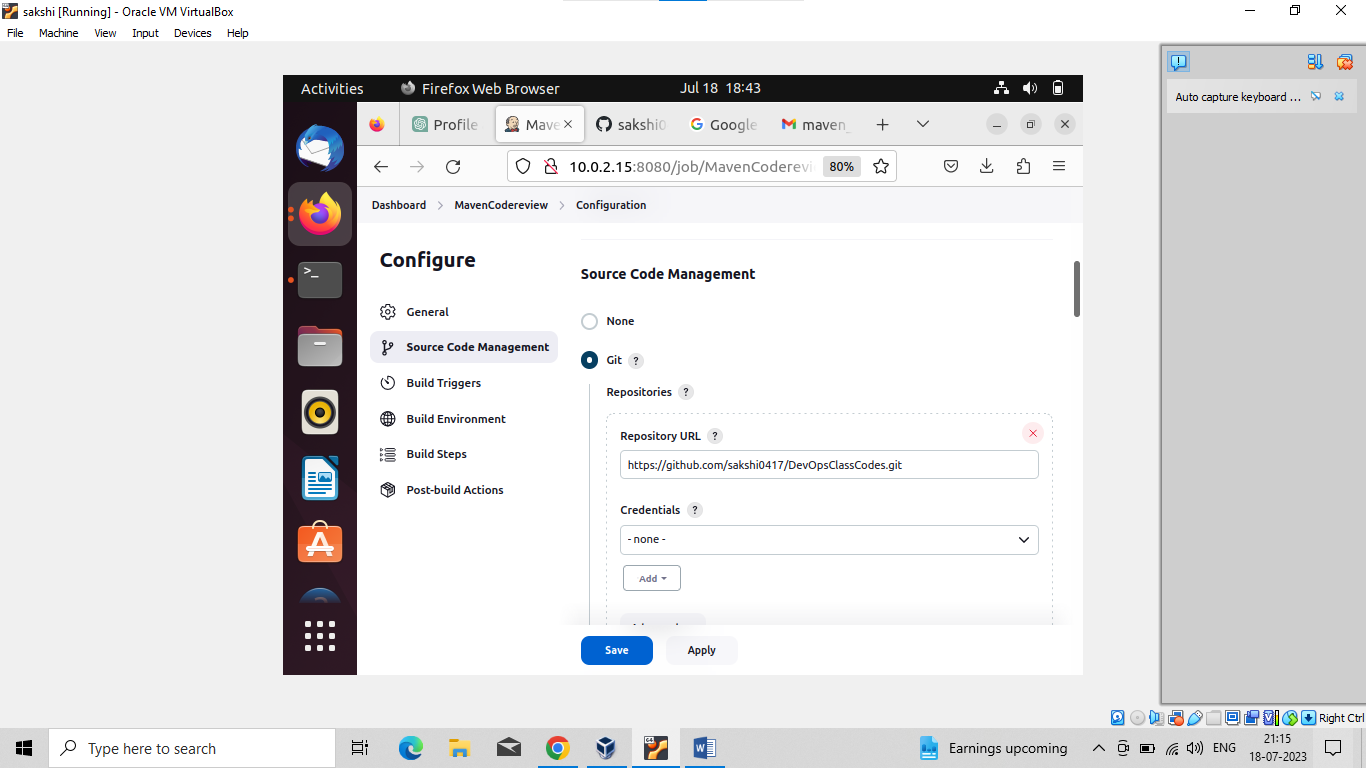 sakshi [Running] - Oracle VM VirtualBox
File Machine View Input Devices Help
Auto capture keyboard ...
Activities Firefox Web Browser Jul 18 18:43
Profile Mave sakshi0 Google maven_
10.0.2.15:8080/job/MavenCoderevi 80%
Dashboard MavenCodereview Configuration
Configure
General
Source Code Management
Build Triggers
Build Environment
Build Steps
Post-build Actions
Source Code Management
None
Git ?
Repositories ?
Repository URL ?
https://github.com/sakshi0417/DevOpsClassCodes.git
Credentials ?
- none -
Add
Save Apply
Right Ctrl
Type here to search
Earnings upcoming
ENG
21:15
18-07-2023